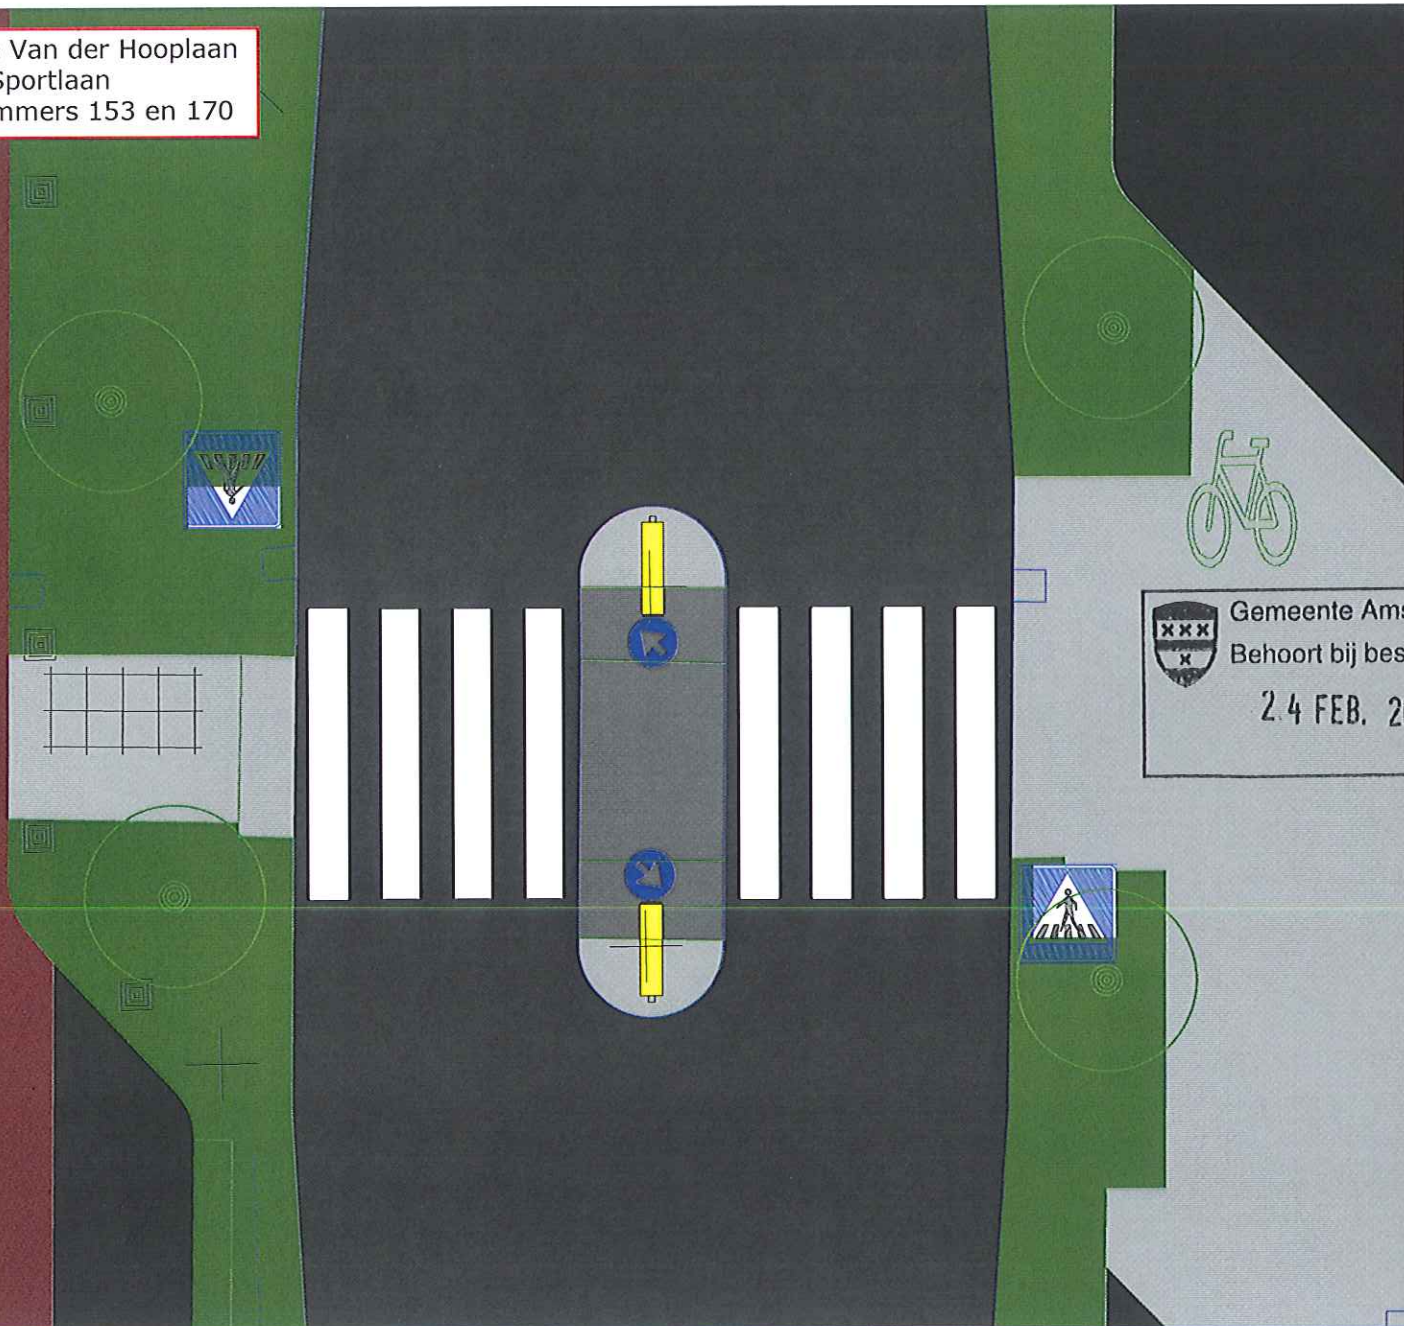 Van der Hooplaan
Sportlaan
mmers 153 en 170
Gemeente Ams
Behoort bij bes
24 FEB. 2